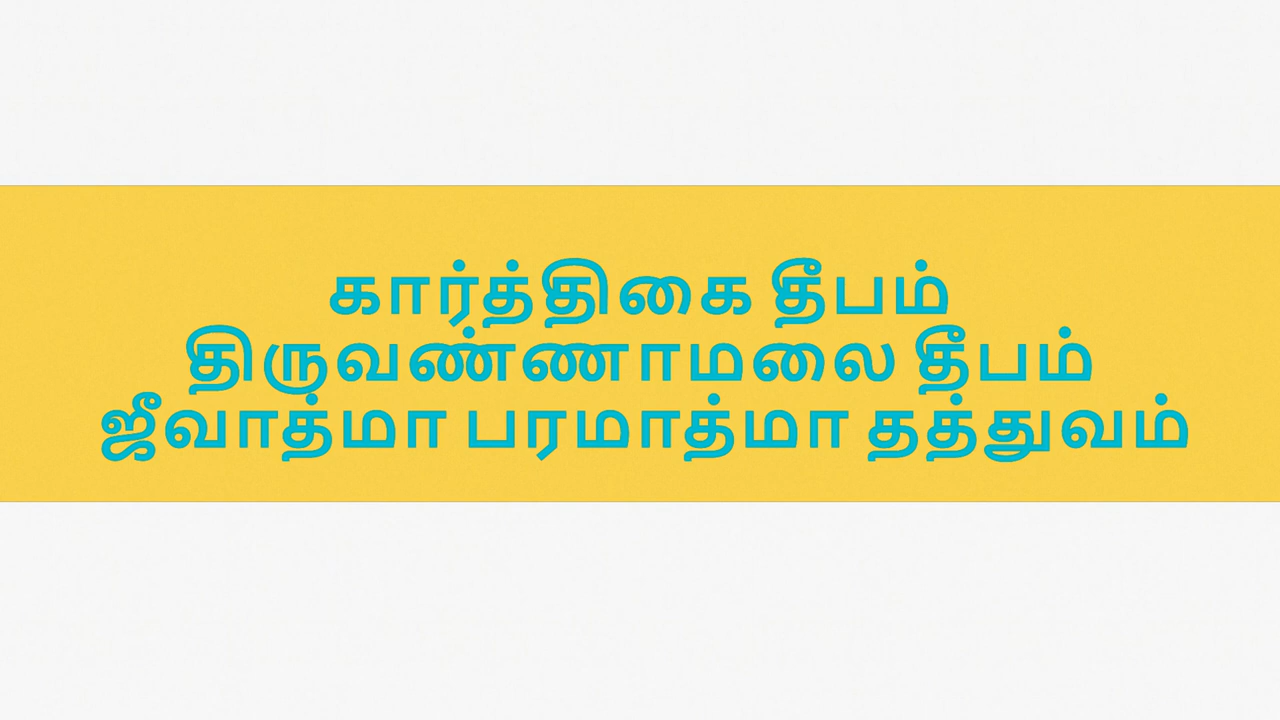 கார்த்திகை தீபம்
திருவண்ணாமலை தீபம்
ஜீவாத்மா பரமாத்மா தத்துவம்